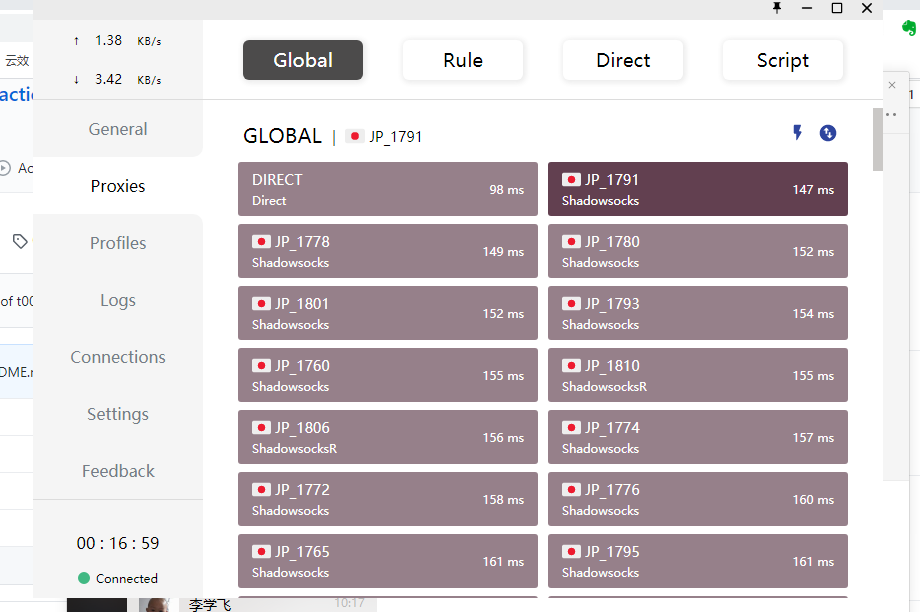 ↑ 1.38 KB/s
↓ 3.42 KB/s
General
Proxies
Profiles
Logs
Connections
Settings
Feedback
00 : 16 : 59
Connected
Global
Rule
Direct
Script
GLOBAL | JP_1791
DIRECT
Direct
98 ms
JP_1791
Shadowsocks
147 ms
JP_1778
Shadowsocks
149 ms
JP_1780
Shadowsocks
152 ms
JP_1801
Shadowsocks
152 ms
JP_1793
Shadowsocks
154 ms
JP_1760
Shadowsocks
155 ms
JP_1810
ShadowsocksR
155 ms
JP_1806
ShadowsocksR
156 ms
JP_1774
Shadowsocks
157 ms
JP_1772
Shadowsocks
158 ms
JP_1776
Shadowsocks
160 ms
JP_1765
Shadowsocks
161 ms
JP_1795
Shadowsocks
161 ms
云效
acti
Ac
of t00
DME.r
李学飞
10:17
1